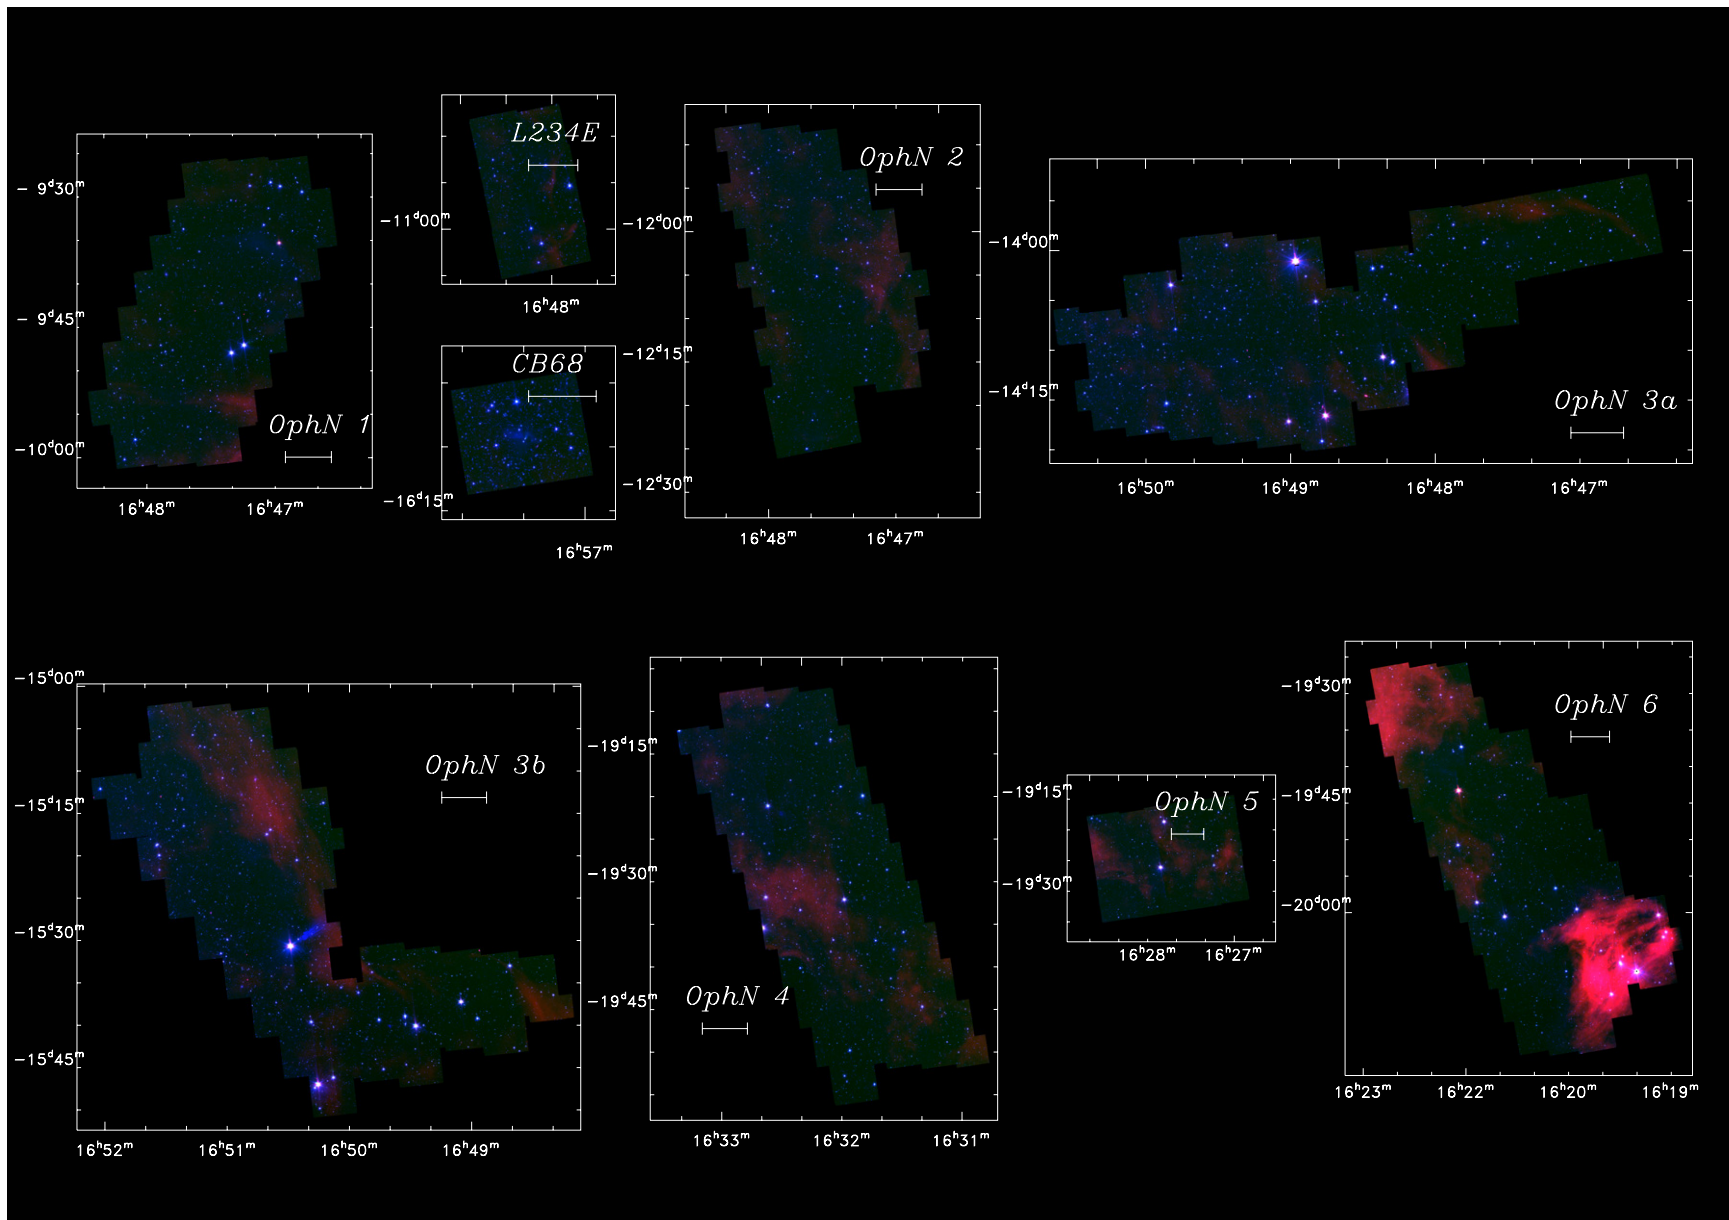 OphN 1
- 9ᵈ30ᵐ
- 9ᵈ45ᵐ
-10ᵈ00ᵐ
16ʰ48ᵐ 16ʰ47ᵐ
L234E
-11ᵈ00ᵐ
16ʰ48ᵐ
CB68
-16ᵈ15ᵐ
16ʰ57ᵐ
OphN 2
-12ᵈ00ᵐ
-12ᵈ15ᵐ
-12ᵈ30ᵐ
16ʰ48ᵐ 16ʰ47ᵐ
OphN 3a
-14ᵈ00ᵐ
-14ᵈ15ᵐ
16ʰ50ᵐ 16ʰ49ᵐ 16ʰ48ᵐ 16ʰ47ᵐ
OphN 3b
-15ᵈ00ᵐ
-15ᵈ15ᵐ
-15ᵈ30ᵐ
-15ᵈ45ᵐ
16ʰ52ᵐ 16ʰ51ᵐ 16ʰ50ᵐ 16ʰ49ᵐ
OphN 4
-19ᵈ15ᵐ
-19ᵈ30ᵐ
-19ᵈ45ᵐ
16ʰ33ᵐ 16ʰ32ᵐ 16ʰ31ᵐ
OphN 5
-19ᵈ15ᵐ
-19ᵈ30ᵐ
16ʰ28ᵐ 16ʰ27ᵐ
OphN 6
-19ᵈ30ᵐ
-19ᵈ45ᵐ
-20ᵈ00ᵐ
16ʰ23ᵐ 16ʰ22ᵐ 16ʰ20ᵐ 16ʰ19ᵐ